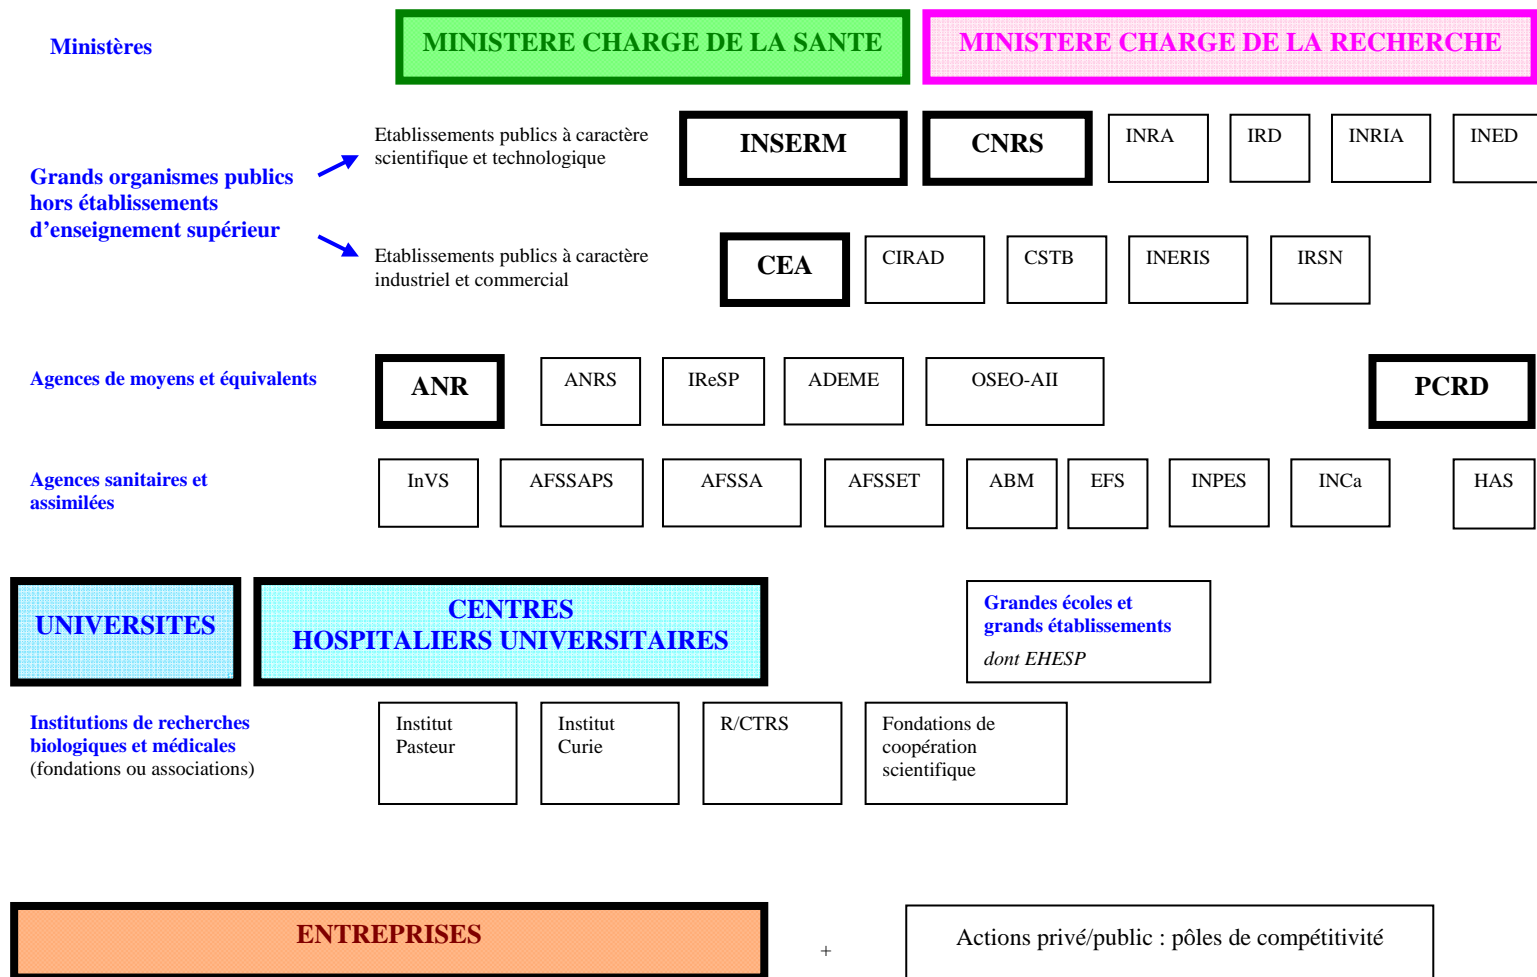 Ministères
MINISTERE CHARGE DE LA SANTE
MINISTERE CHARGE DE LA RECHERCHE
Grands organismes publics
hors établissements
d’enseignement supérieur
Etablissements publics à caractère
scientifique et technologique
INSERM
CNRS
INRA
IRD
INRIA
INED
Etablissements publics à caractère
industriel et commercial
CEA
CIRAD
CSTB
INERIS
IRSN
Agences de moyens et équivalents
ANR
ANRS
IReSP
ADEME
OSEO-AII
PCRD
Agences sanitaires et
assimilées
InVS
AFSSAPS
AFSSA
AFSSET
ABM
EFS
INPES
INCa
HAS
UNIVERSITES
CENTRES
HOSPITALIERS UNIVERSITAIRES
Grandes écoles et
grands établissements
dont EHESP
Institutions de recherches
biologiques et médicales
(fondations ou associations)
Institut
Pasteur
Institut
Curie
R/CTRS
Fondations de
coopération
scientifique
ENTREPRISES
+
Actions privé/public : pôles de compétitivité